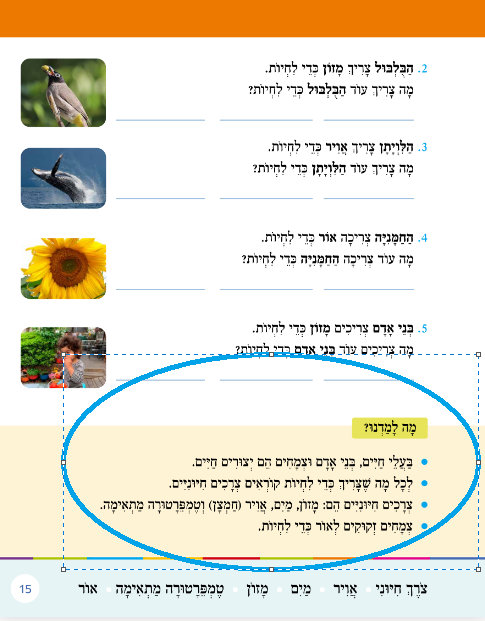 2. הַבֻּלְבּוּל צָרִיךְ מָזוֹן כְּדֵי לִחְיוֹת.
מָה צָרִיךְ עוֹד הַבֻּלְבּוּל כְּדֵי לִחְיוֹת?
3. הַלִּוְיָתָן צָרִיךְ אֲוִיר כְּדֵי לִחְיוֹת.
מָה צָרִיךְ עוֹד הַלִּוְיָתָן כְּדֵי לִחְיוֹת?
4. הַחַמָּנִיָּה צְרִיכָה אוֹר כְּדֵי לִחְיוֹת.
מָה עוֹד צְרִיכָה הַחַמָּנִיָּה כְּדֵי לִחְיוֹת?
5. בְּנֵי אָדָם צְרִיכִים מָזוֹן כְּדֵי לִחְיוֹת.
מָה צְרִיכִים עוֹד בְּנֵי אָדָם כְּדֵי לִחְיוֹת?
מָה לָמַדְנוּ?
• בַּעֲלֵי חַיִּים, בְּנֵי אָדָם וּצְמָחִים הֵם יְצוּרִים חַיִּים.
• לְכָל מָה שֶׁצָּרִיךְ כְּדֵי לִחְיוֹת קוֹרְאִים צְרָכִים חִיּוּנִיִּים.
• צְרָכִים חִיּוּנִיִּים הֵם: מָזוֹן, מַיִם, אֲוִיר (חַמְצָן) וְטֶמְפֵּרָטוּרָה מַתְאִימָה.
• צְמָחִים זְקוּקִים לְאוֹר כְּדֵי לִחְיוֹת.
צֹרֶךְ חִיּוּנִי • אֲוִיר • מַיִם • מָזוֹן • טֶמְפֵּרָטוּרָה מַתְאִימָה • אוֹר
15